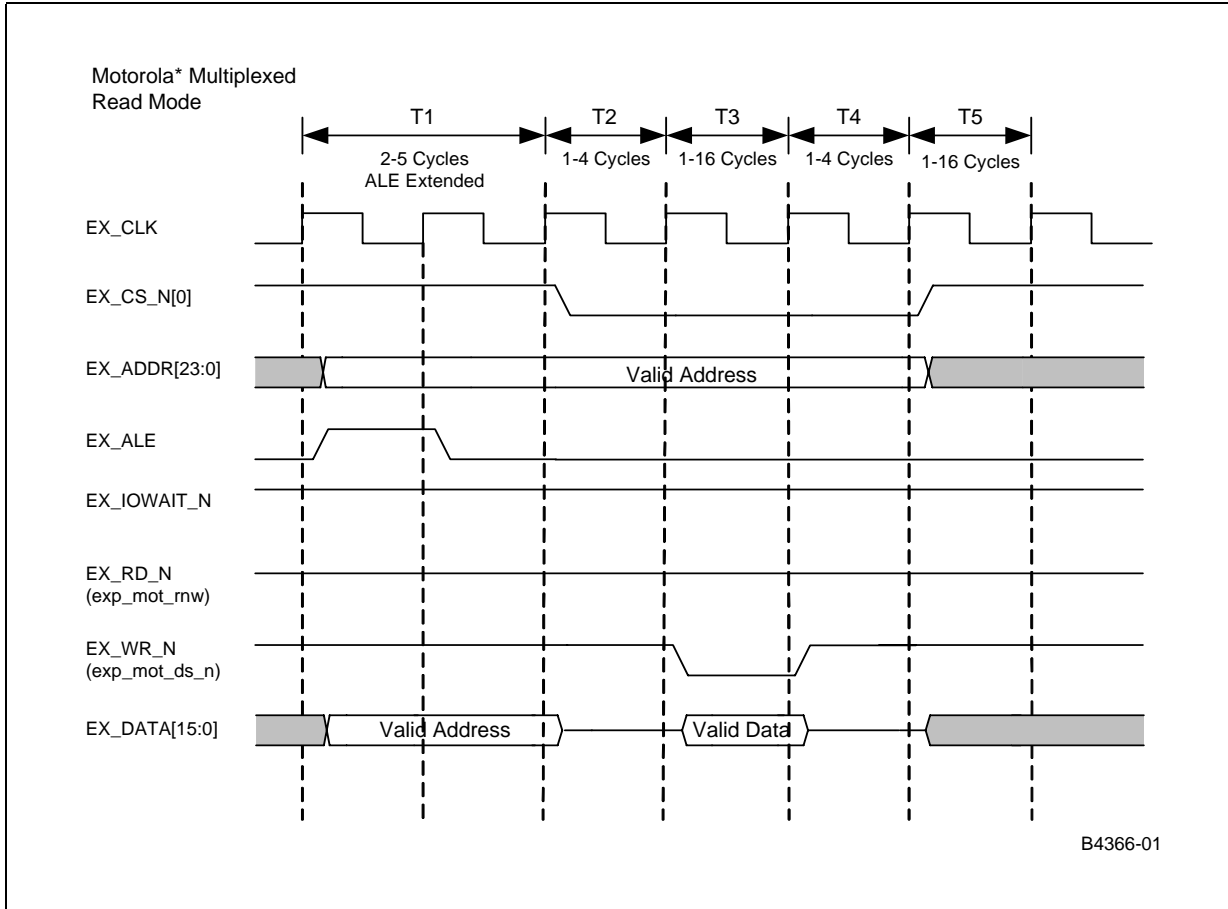 Motorola* Multiplexed
Read Mode
T1
T2
T3
T4
T5
2-5 Cycles
ALE Extended
1-4 Cycles
1-16 Cycles
1-4 Cycles
1-16 Cycles
EX_CLK
EX_CS_N[0]
EX_ADDR[23:0]
Valid Address
EX_ALE
EX_IOWAIT_N
EX_RD_N
(exp_mot_rnw)
EX_WR_N
(exp_mot_ds_n)
EX_DATA[15:0]
Valid Address
Valid Data
B4366-01